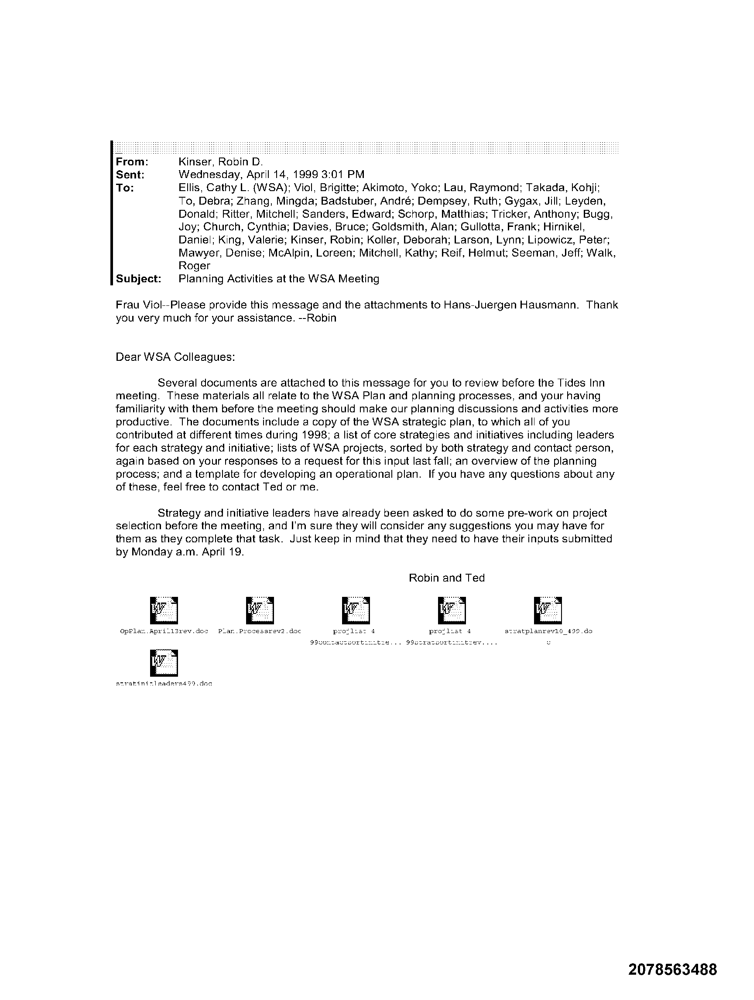 From: Kinser, Robin D.
Sent: Wednesday, April 14, 1999 3:01 PM
To: Ellis, Cathy L. (WSA); Viol, Brigitte; Akimoto, Yoko; Lau, Raymond; Takada, Kohji;
To, Debra; Zhang, Mingda; Badstuber, André; Dempsey, Ruth; Gygax, Jill; Leyden,
Donald; Ritter, Mitchell; Sanders, Edward; Schorp, Matthias; Tricker, Anthony; Bugg,
Joy; Church, Cynthia; Davies, Bruce; Goldsmith, Alan; Gullotta, Frank; Hirnikel,
Daniel; King, Valerie; Kinser, Robin; Koller, Deborah; Larson, Lynn; Lipowicz, Peter;
Mawyer, Denise; McAlpin, Loreen; Mitchell, Kathy; Reif, Helmut; Seeman, Jeff; Walk,
Roger
Subject: Planning Activities at the WSA Meeting
Frau Viol--Please provide this message and the attachments to Hans-Juergen Hausmann. Thank
you very much for your assistance. --Robin
Dear WSA Colleagues:
Several documents are attached to this message for you to review before the Tides Inn
meeting. These materials all relate to the WSA Plan and planning processes, and your having
familiarity with them before the meeting should make our planning discussions and activities more
productive. The documents include a copy of the WSA strategic plan, to which all of you
contributed at different times during 1998; a list of core strategies and initiatives including leaders
for each strategy and initiative; lists of WSA projects, sorted by both strategy and contact person,
again based on your responses to a request for this input last fall; an overview of the planning
process; and a template for developing an operational plan. If you have any questions about any
of these, feel free to contact Ted or me.
Strategy and initiative leaders have already been asked to do some pre-work on project
selection before the meeting, and I'm sure they will consider any suggestions you may have for
them as they complete that task. Just keep in mind that they need to have their inputs submitted
by Monday a.m. April 19.
Robin and Ted
OpPlan.April13rev.doc Plan.Processrev2.doc projlist 4 projlist 4 stratplanrev10_499.do
99contactsortinitre... 99stratsortinitrev.... c
stratinitleaders499.doc
2078563488